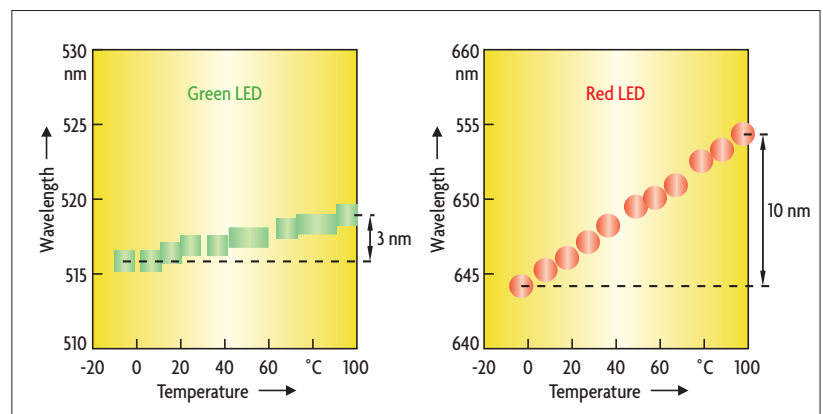 530
nm
525
520
515
510
Green LED
Wavelength
3 nm
-20 0 20 40 60 °C 100
Temperature
660
nm
555
650
645
640
Red LED
Wavelength
10 nm
-20 0 20 40 60 °C 100
Temperature